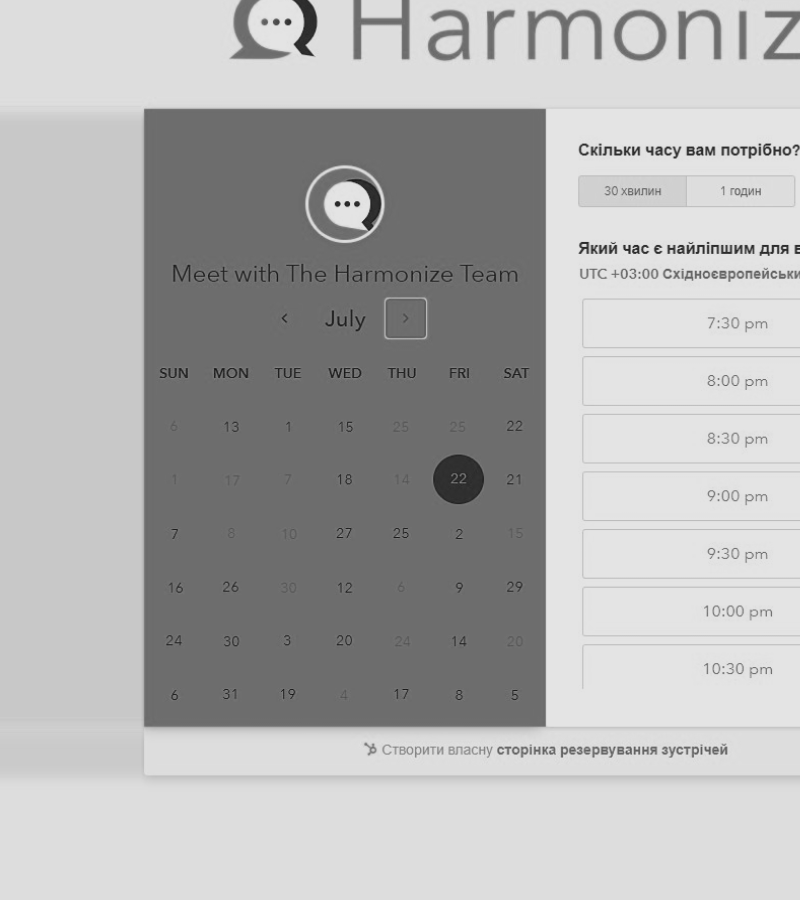 Harmoniz
Meet with The Harmonize Team
July
SUN MON TUE WED THU FRI SAT
6 13 1 15 25 25 22
1 17 7 18 14 22 21
7 8 10 27 25 2 15
16 26 30 12 6 9 29
24 30 3 20 24 14 20
6 31 19 4 17 8 5
Скільки часу вам потрібно?
30 хвилин 1 годин
Який час є найліпшим для в
UTC +03:00 Східноєвропейськи
7:30 pm
8:00 pm
8:30 pm
9:00 pm
9:30 pm
10:00 pm
10:30 pm
Створити власну сторінка резервування зустрічей